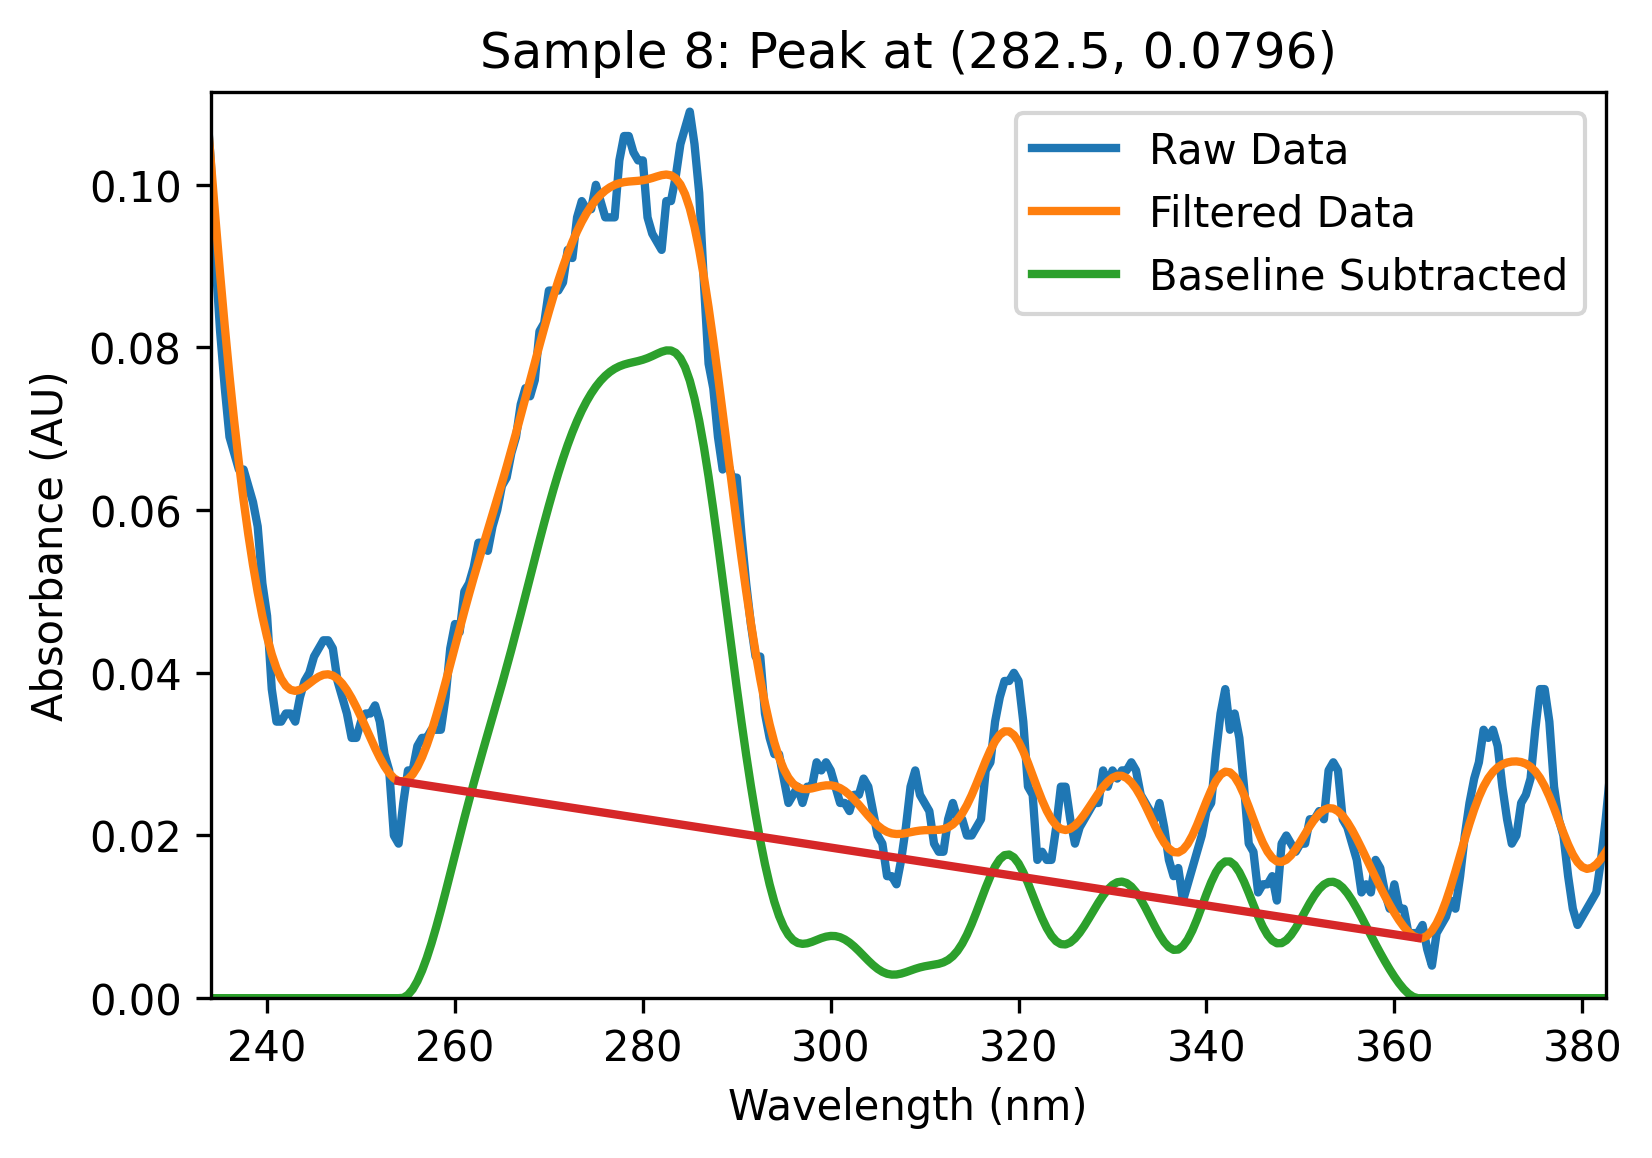 Sample 8: Peak at (282.5, 0.0796)
Raw Data
Filtered Data
Baseline Subtracted
Absorbance (AU)
0.10
0.08
0.06
0.04
0.02
0.00
240 260 280 300 320 340 360 380
Wavelength (nm)